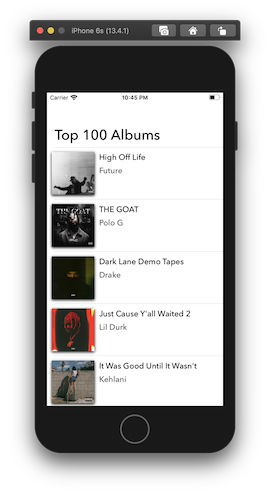 iPhone 6s (13.4.1)
Carrier 10:45 PM
Top 100 Albums
High Off Life
Future
THE GOAT
THE GOAT
Polo G
Dark Lane Demo Tapes
Drake
Just Cause Y'all Waited 2
Lil Durk
It Was Good Until It Wasn't
Kehlani